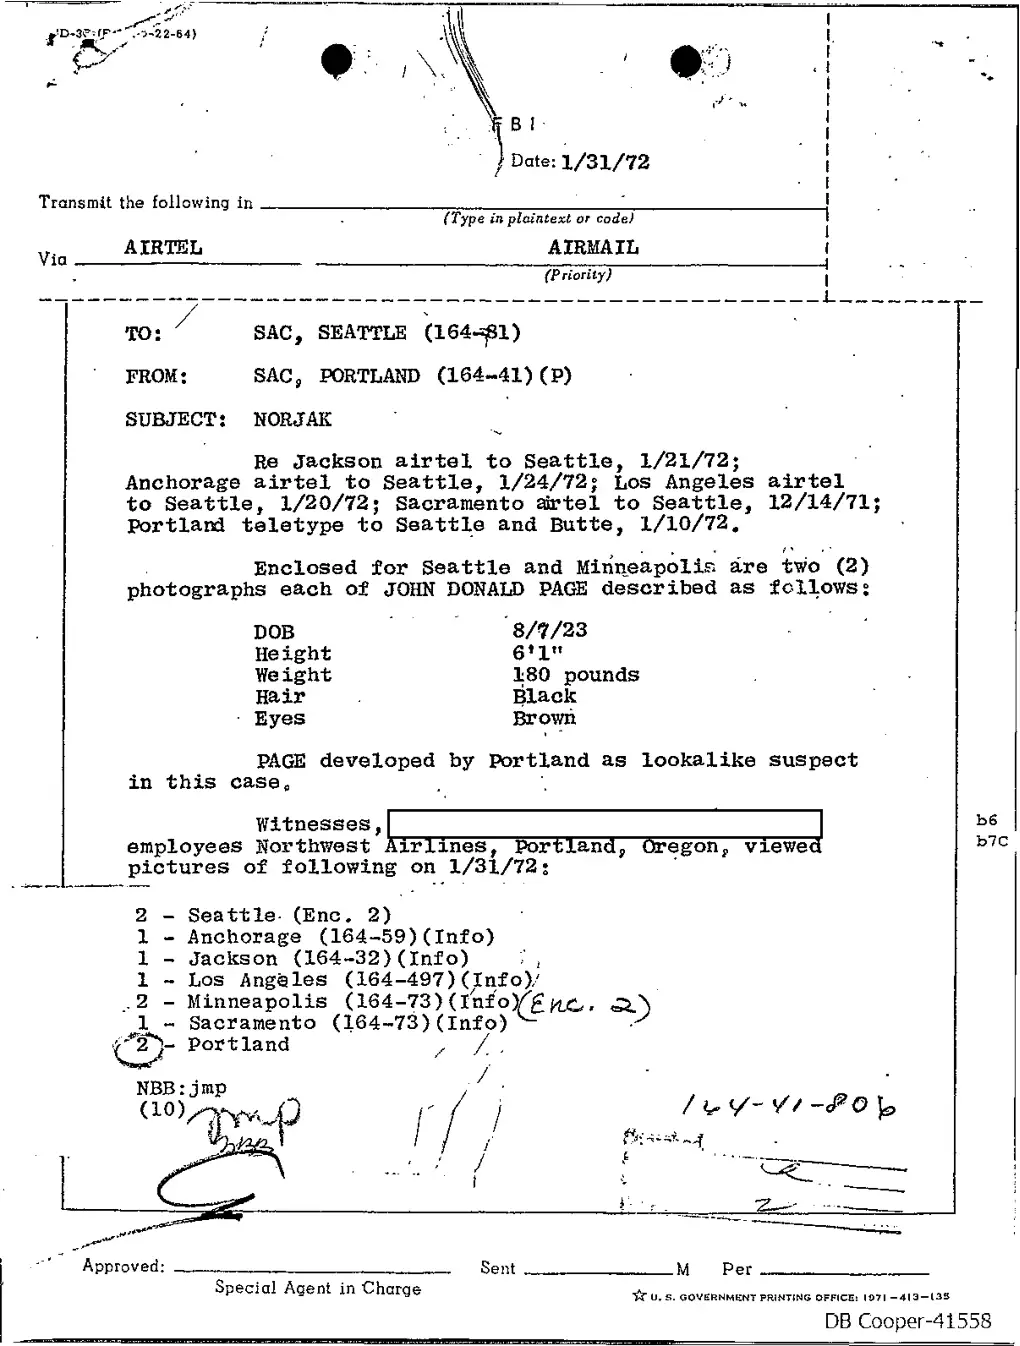 F B I
Date: 1/31/72
Transmit the following in
(Type in plaintext or code)
Via AIRTEL AIRMAIL
(Priority)
TO: SAC, SEATTLE (164-81)
FROM: SAC, PORTLAND (164-41)(P)
SUBJECT: NORJAK
Re Jackson airtel to Seattle, 1/21/72;
Anchorage airtel to Seattle, 1/24/72; Los Angeles airtel
to Seattle, 1/20/72; Sacramento airtel to Seattle, 12/14/71;
Portland teletype to Seattle and Butte, 1/10/72.
Enclosed for Seattle and Minneapolis are two (2)
photographs each of JOHN DONALD PAGE described as follows:
DOB 8/7/23
Height 6'1"
Weight 180 pounds
Hair Black
Eyes Brown
PAGE developed by Portland as lookalike suspect
in this case.
Witnesses,
b6
employees Northwest Airlines, Portland, Oregon, viewed
b7C
pictures of following on 1/31/72:
2 - Seattle (Enc. 2)
1 - Anchorage (164-59)(Info)
1 - Jackson (164-32)(Info)
1 - Los Angeles (164-497)(Info)
2 - Minneapolis (164-73)(Info)(Enc. 2)
1 - Sacramento (164-73)(Info)
2 - Portland
NBB:jmp
(10)
164-41-806
Approved: Sent M Per
Special Agent in Charge
☆ U. S. GOVERNMENT PRINTING OFFICE: 1971-413-135
DB Cooper-41558